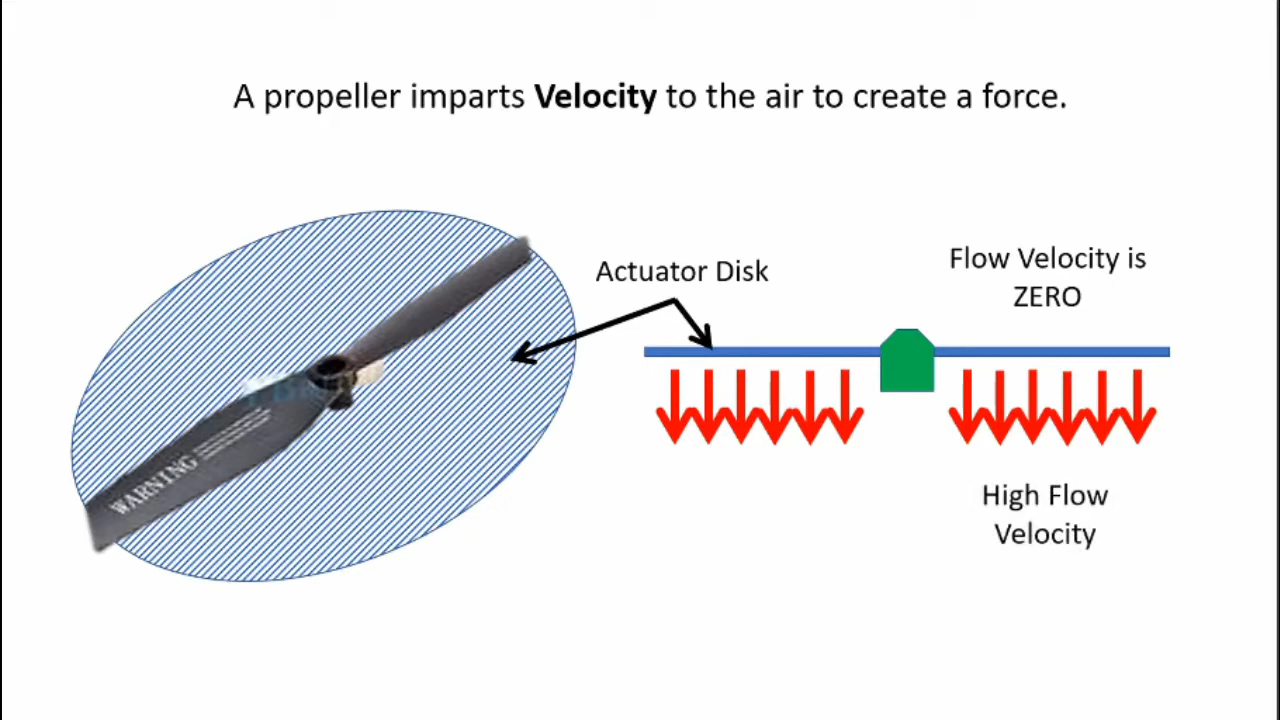 A propeller imparts Velocity to the air to create a force.
Actuator Disk
Flow Velocity is
ZERO
WARNING
High Flow
Velocity